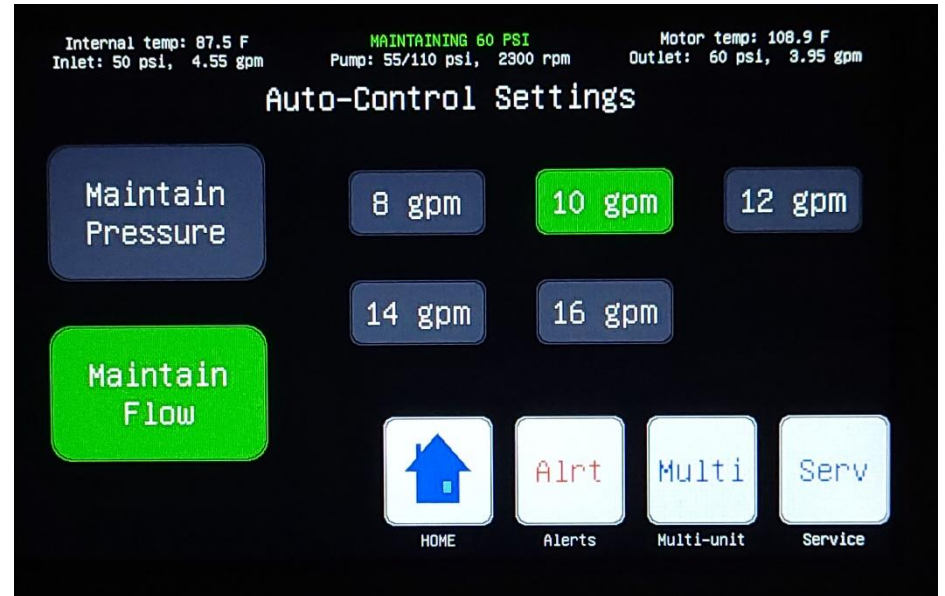 Internal temp: 87.5 F
MAINTAINING 60 PSI
Motor temp: 108.9 F
Inlet: 50 psi, 4.55 gpm
Pump: 55/110 psi, 2300 rpm
Outlet: 60 psi, 3.95 gpm
Auto-Control Settings
Maintain
Pressure
8 gpm
10 gpm
12 gpm
14 gpm
16 gpm
Maintain
Flow
Alrt
Multi
Serv
HOME
Alerts
Multi-unit
Service